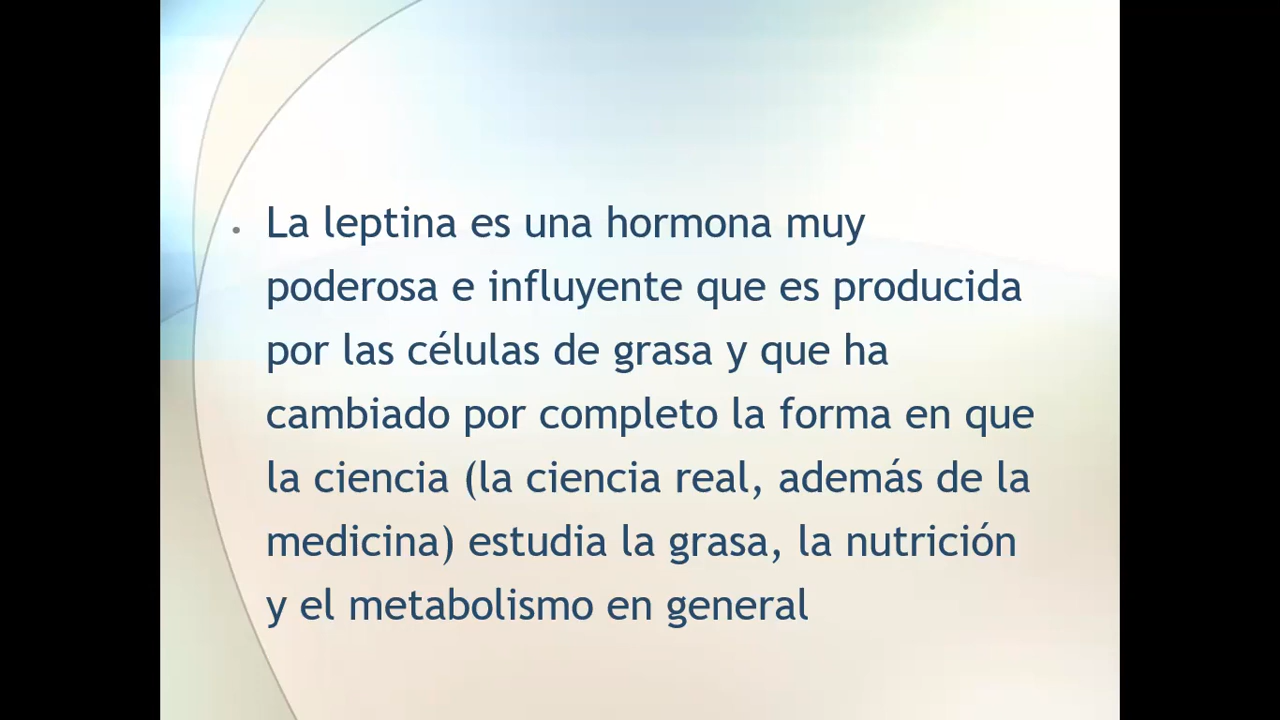 • La leptina es una hormona muy
poderosa e influyente que es producida
por las células de grasa y que ha
cambiado por completo la forma en que
la ciencia (la ciencia real, además de la
medicina) estudia la grasa, la nutrición
y el metabolismo en general